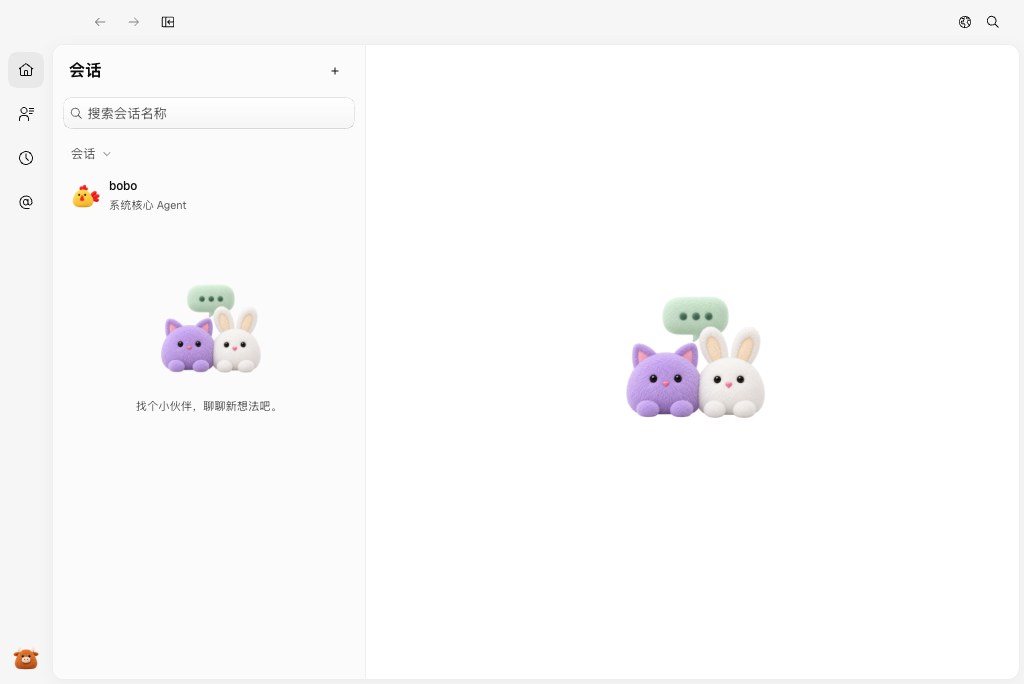 会话
搜索会话名称
会话
bobo
系统核心 Agent
找个小伙伴，聊聊新想法吧。